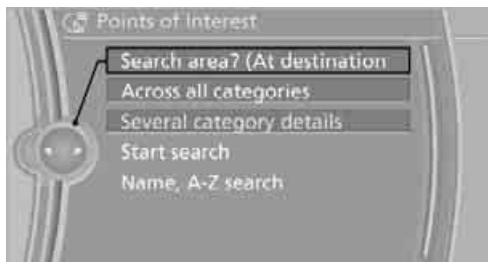 Points of Interest
Search area? (At destination
Across all categories
Several category details
Start search
Name, A-Z search